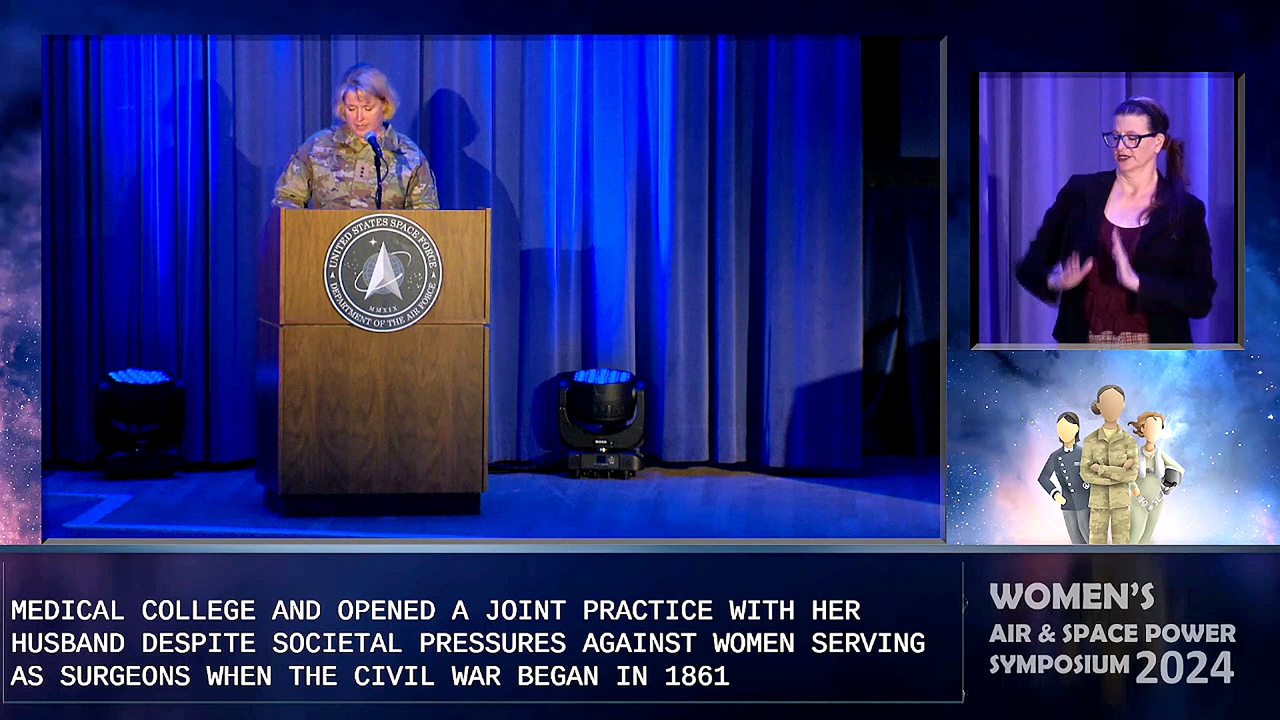 UNITED STATES SPACE FORCE
MMXIX
DEPARTMENT OF THE AIR FORCE
MEDICAL COLLEGE AND OPENED A JOINT PRACTICE WITH HER
HUSBAND DESPITE SOCIETAL PRESSURES AGAINST WOMEN SERVING
AS SURGEONS WHEN THE CIVIL WAR BEGAN IN 1861
WOMEN'S
AIR & SPACE POWER
SYMPOSIUM 2024